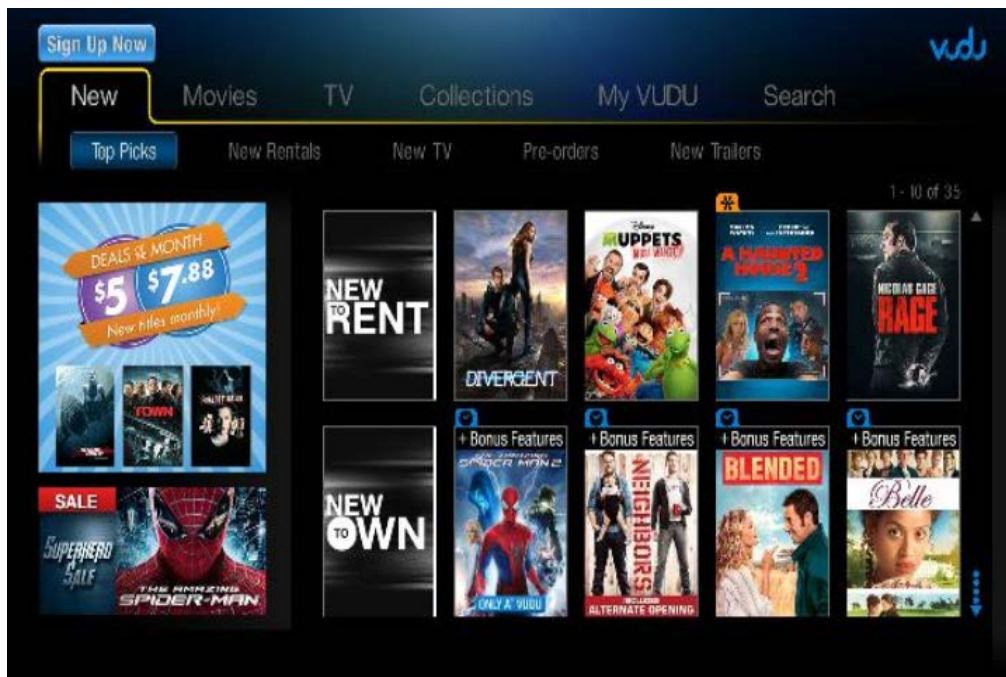 Sign Up Now
vudu
New Movies TV Collections My VUDU Search
Top Picks New Rentals New TV Pre-orders New Trailers
1 - 10 of 35
DEALS OF THE MONTH
$5 $7.88
New titles monthly!
TOWN
SALE
SUPERHERO
SALE
THE AMAZING
SPIDER-MAN
NEW
TO
RENT
DIVERGENT
Disney
MUPPETS
MOST WANTED
A HAUNTED
HOUSE 2
NICOLAS CAGE
RAGE
NEW
TO
OWN
+ Bonus Features
THE AMAZING
SPIDER-MAN 2
ONLY AT VUDU
+ Bonus Features
NEIGHBORS
INCLUDES
ALTERNATE OPENING
+ Bonus Features
BLENDED
+ Bonus Features
Belle